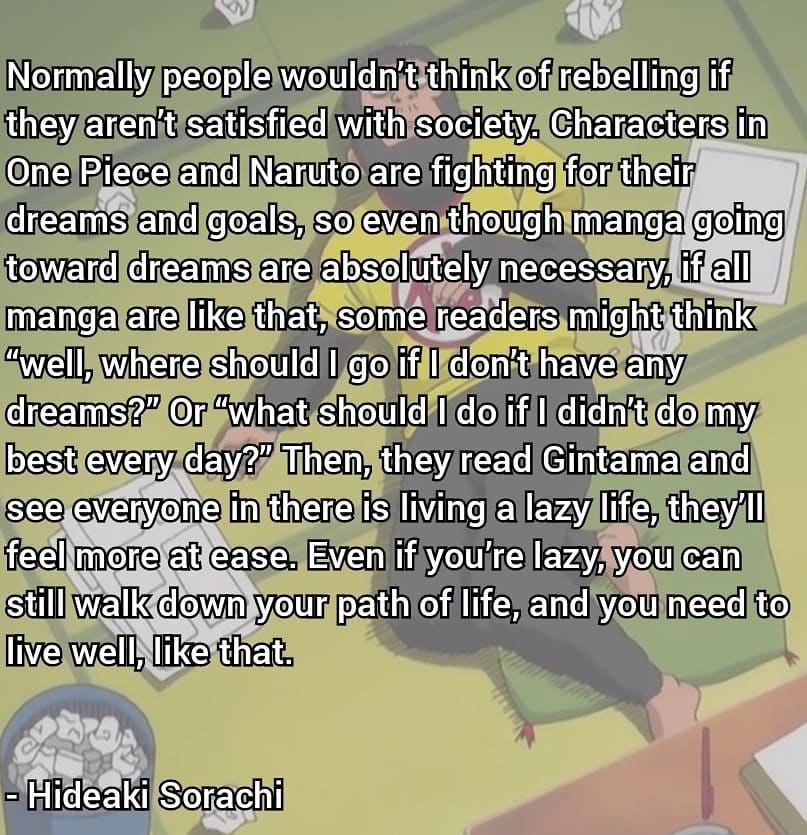 Normally people wouldn't think of rebelling if
they aren't satisfied with society. Characters in
One Piece and Naruto are fighting for their
dreams and goals, so even though manga going
toward dreams are absolutely necessary, if all
manga are like that, some readers might think
“well, where should I go if I don't have any
dreams?” Or “what should I do if I didn't do my
best every day?” Then, they read Gintama and
see everyone in there is living a lazy life, they'll
feel more at ease. Even if you're lazy, you can
still walk down your path of life, and you need to
live well, like that.
- Hideaki Sorachi